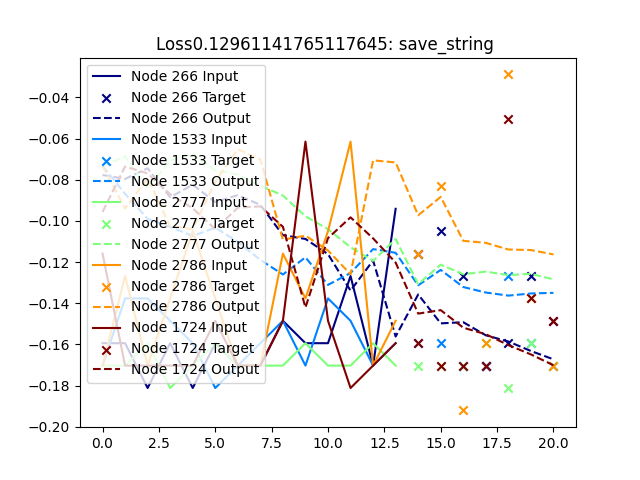 Loss0.12961141765117645: save_string
Node 266 Input
Node 266 Target
Node 266 Output
Node 1533 Input
Node 1533 Target
Node 1533 Output
Node 2777 Input
Node 2777 Target
Node 2777 Output
Node 2786 Input
Node 2786 Target
Node 2786 Output
Node 1724 Input
Node 1724 Target
Node 1724 Output
−0.04
−0.06
−0.08
−0.10
−0.12
−0.14
−0.16
−0.18
−0.20
0.0 2.5 5.0 7.5 10.0 12.5 15.0 17.5 20.0